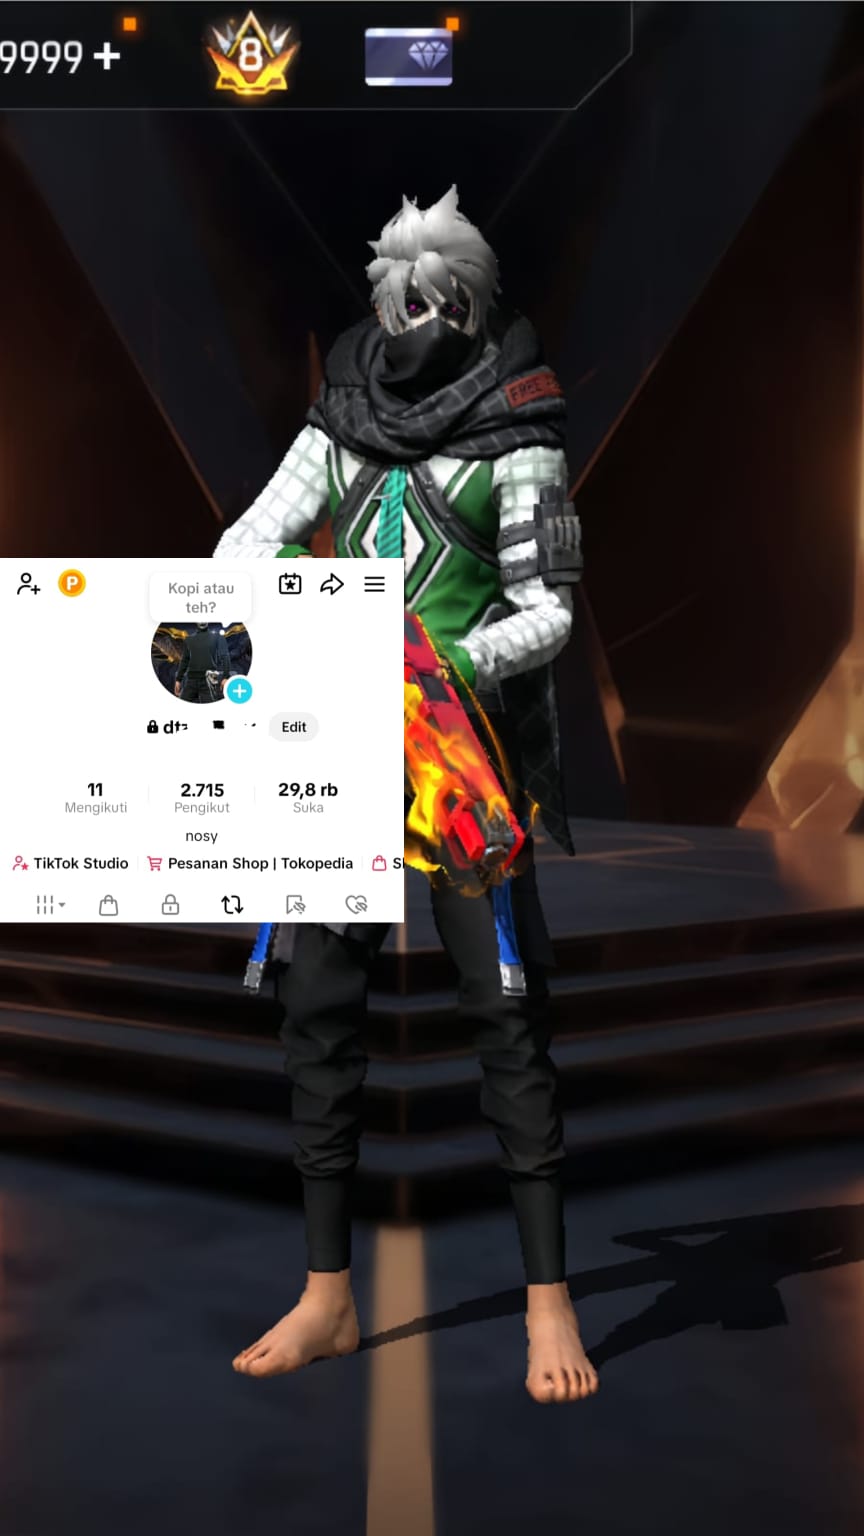 9999 +
8
FREE
Kopi atau
teh?
P
Edit
11
2.715
29,8 rb
Mengikuti
Pengikut
Suka
nosy
TikTok Studio
Pesanan Shop | Tokopedia